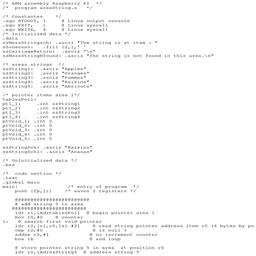 /* ARM assembly Raspberry PI  */
/*  program areaString.s   */

/* Constantes    */
.equ STDOUT, 1     @ Linux output console
.equ EXIT,   1     @ Linux syscall
.equ WRITE,  4     @ Linux syscall
/* Initialized data */
.data
szMessStringsch: .ascii "The string is at item : "
sZoneconv:   .fill 12,1,' '
szCarriageReturn:  .asciz "\n"
szMessStringNfound: .asciz "The string is not found in this area.\n"

/* areas strings  */
szString1:  .asciz "Apples"
szString2:  .asciz "Oranges"
szString3:  .asciz "Pommes"
szString4:  .asciz "Raisins"
szString5:  .asciz "Abricots"

/* pointer items area 1*/
tablesPoi1:
pt1_1:     .int szString1
pt1_2:     .int szString2
pt1_3:     .int szString3
pt1_4:     .int szString4
ptVoid_1: .int 0
ptVoid_2: .int 0
ptVoid_3: .int 0
ptVoid_4: .int 0
ptVoid_5: .int 0

szStringSch: .asciz "Raisins"
szStringSch1: .asciz "Ananas"

/* UnInitialized data */
.bss

/*  code section */
.text
.global main
main:                /* entry of program  */
    push {fp,lr}    /* saves 2 registers */

    @@@@@@@@@@@@@@@@@@@@@@@@
    @ add string 5 to area
    @@@@@@@@@@@@@@@@@@@@@@@@
    ldr r1,iAdrtablesPoi1  @ begin pointer area 1
    mov r0,#0    @ counter
1:   @ search first void pointer
    ldr r2,[r1,r0,lsl #2]    @ read string pointer address item r0 (4 bytes by po
    cmp r2,#0                @ is null ?
    addne r0,#1             @ no increment counter
    bne 1b                  @ and loop

    @ store pointer string 5 in area  at position r0
    ldr r2,iAdrszString5  @ address string 5